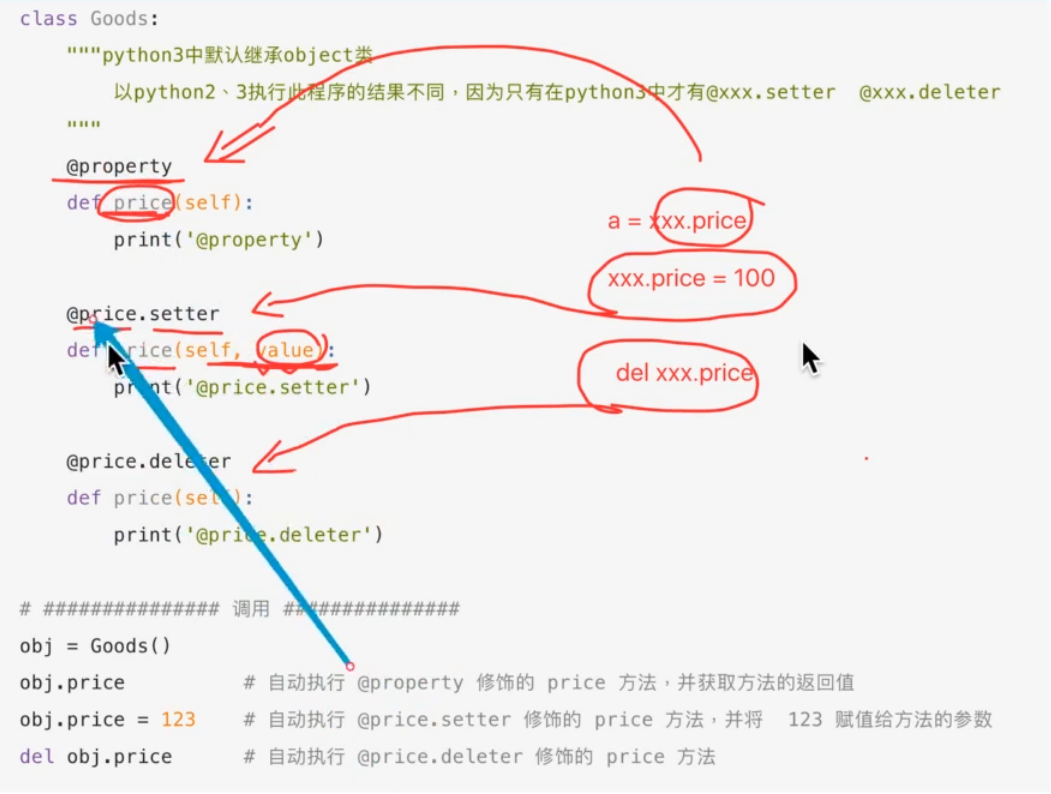 class Goods:
"""python3中默认继承object类
以python2、3执行此程序的结果不同，因为只有在python3中才有@xxx.setter @xxx.deleter
"""
@property
def price(self):
print('@property')
a = xxx.price
xxx.price = 100
@price.setter
def price(self, value):
print('@price.setter')
del xxx.price
@price.deleter
def price(self):
print('@price.deleter')
# ############### 调用 ###############
obj = Goods()
obj.price # 自动执行 @property 修饰的 price 方法，并获取方法的返回值
obj.price = 123 # 自动执行 @price.setter 修饰的 price 方法，并将 123 赋值给方法的参数
del obj.price # 自动执行 @price.deleter 修饰的 price 方法